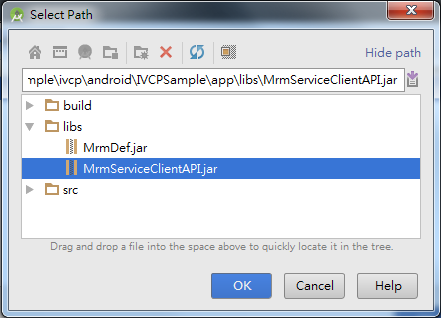 Select Path
Hide path
mple\ivcp\android\IVCPSample\app\libs\MrmServiceClientAPI.jar
build
libs
MrmDef.jar
MrmServiceClientAPI.jar
src
Drag and drop a file into the space above to quickly locate it in the tree.
OK Cancel Help